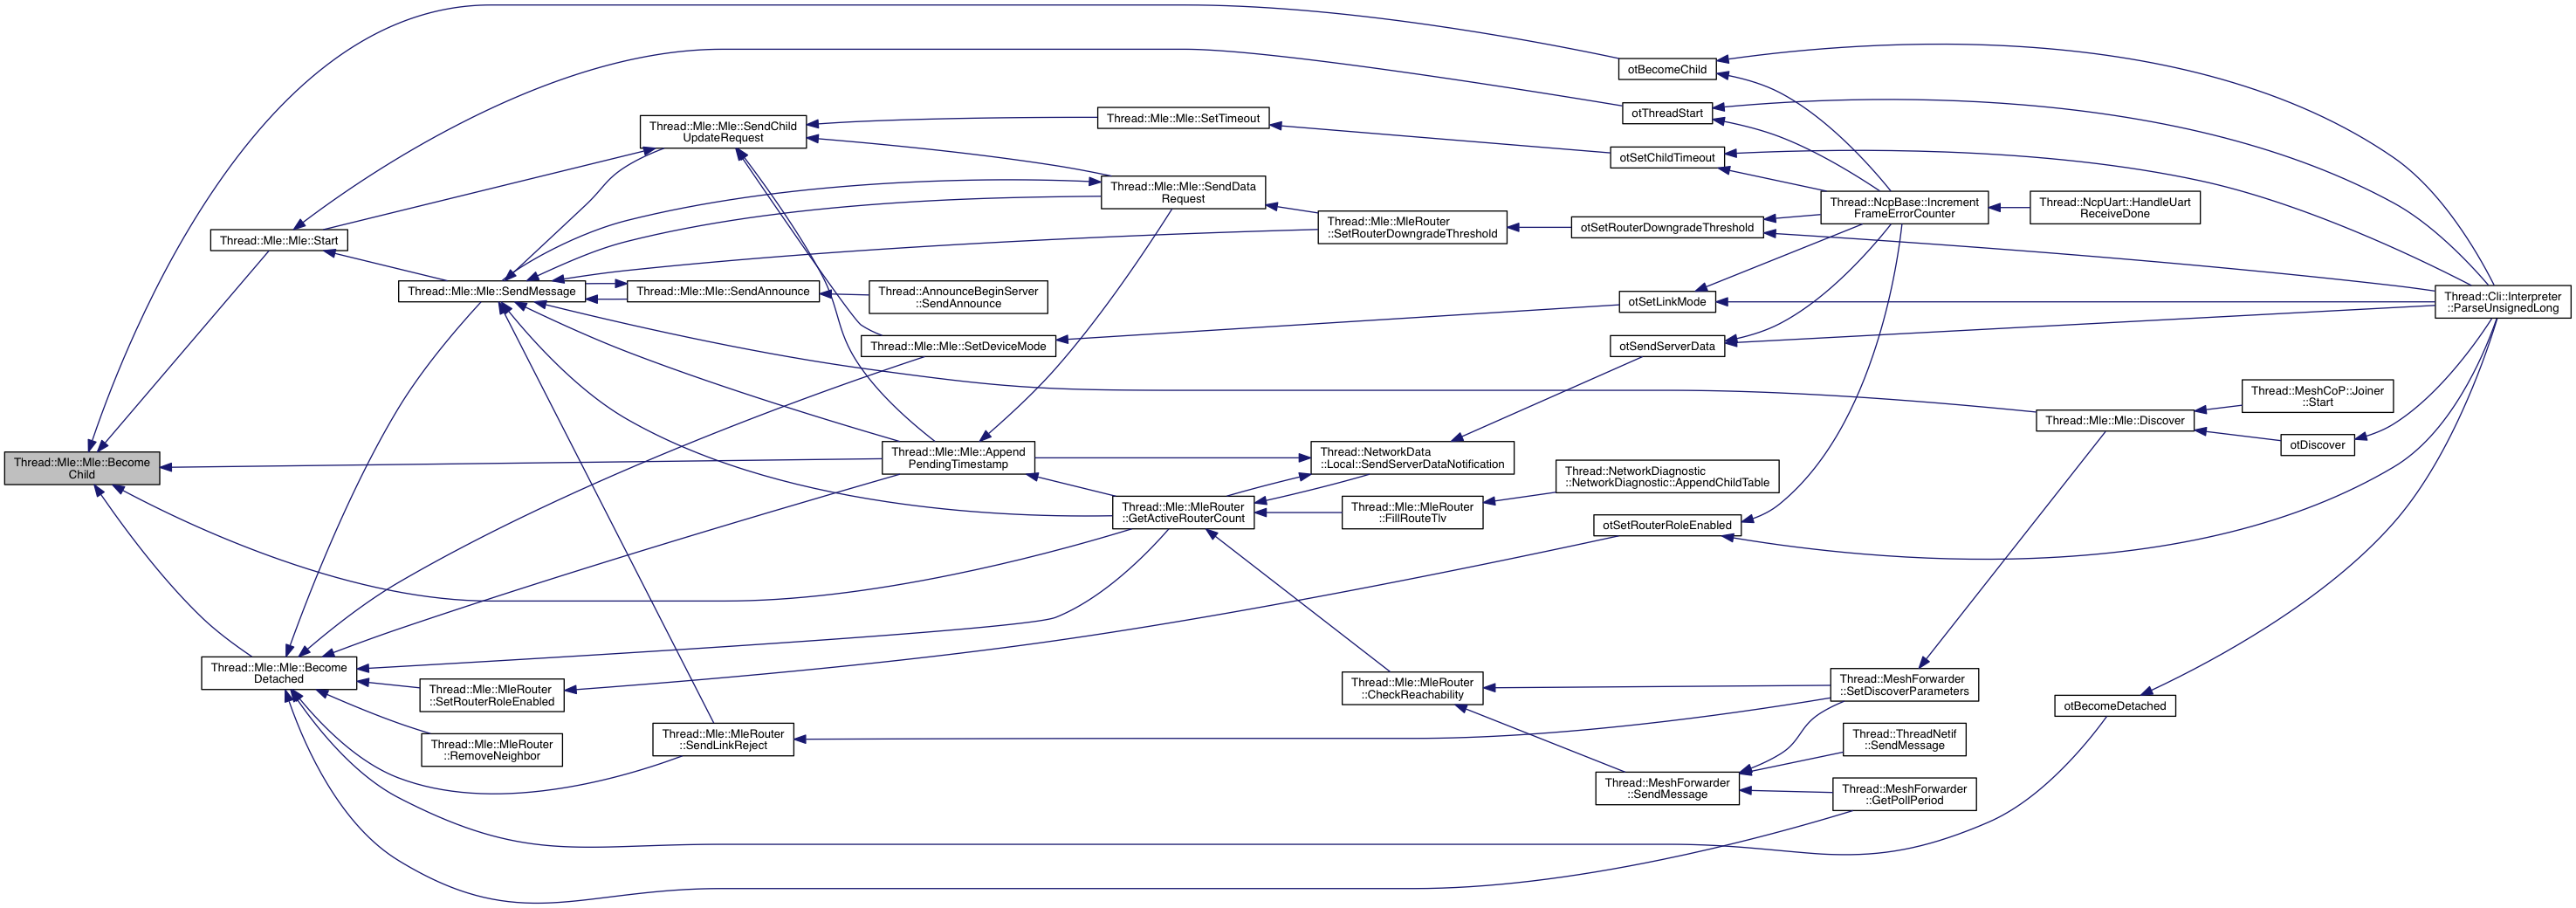 otBecomeChild
otThreadStart
Thread::Mle::Mle::SetTimeout
Thread::Mle::Mle::SendChild
UpdateRequest
otSetChildTimeout
Thread::Mle::Mle::SendData
Request
Thread::NcpBase::Increment
FrameErrorCounter
Thread::NcpUart::HandleUart
ReceiveDone
Thread::Mle::MleRouter
::SetRouterDowngradeThreshold
otSetRouterDowngradeThreshold
Thread::Mle::Mle::Start
Thread::Mle::Mle::SendMessage
Thread::Mle::Mle::SendAnnounce
Thread::AnnounceBeginServer
::SendAnnounce
otSetLinkMode
Thread::Cli::Interpreter
::ParseUnsignedLong
Thread::Mle::Mle::SetDeviceMode
otSendServerData
Thread::MeshCoP::Joiner
::Start
Thread::Mle::Mle::Discover
otDiscover
Thread::Mle::Mle::Become
Child
Thread::Mle::Mle::Append
PendingTimestamp
Thread::NetworkData
::Local::SendServerDataNotification
Thread::NetworkDiagnostic
::NetworkDiagnostic::AppendChildTable
Thread::Mle::MleRouter
::GetActiveRouterCount
Thread::Mle::MleRouter
::FillRouteTlv
otSetRouterRoleEnabled
Thread::Mle::Mle::Become
Detached
Thread::Mle::MleRouter
::SetRouterRoleEnabled
Thread::Mle::MleRouter
::CheckReachability
Thread::MeshForwarder
::SetDiscoverParameters
otBecomeDetached
Thread::Mle::MleRouter
::RemoveNeighbor
Thread::Mle::MleRouter
::SendLinkReject
Thread::ThreadNetif
::SendMessage
Thread::MeshForwarder
::SendMessage
Thread::MeshForwarder
::GetPollPeriod